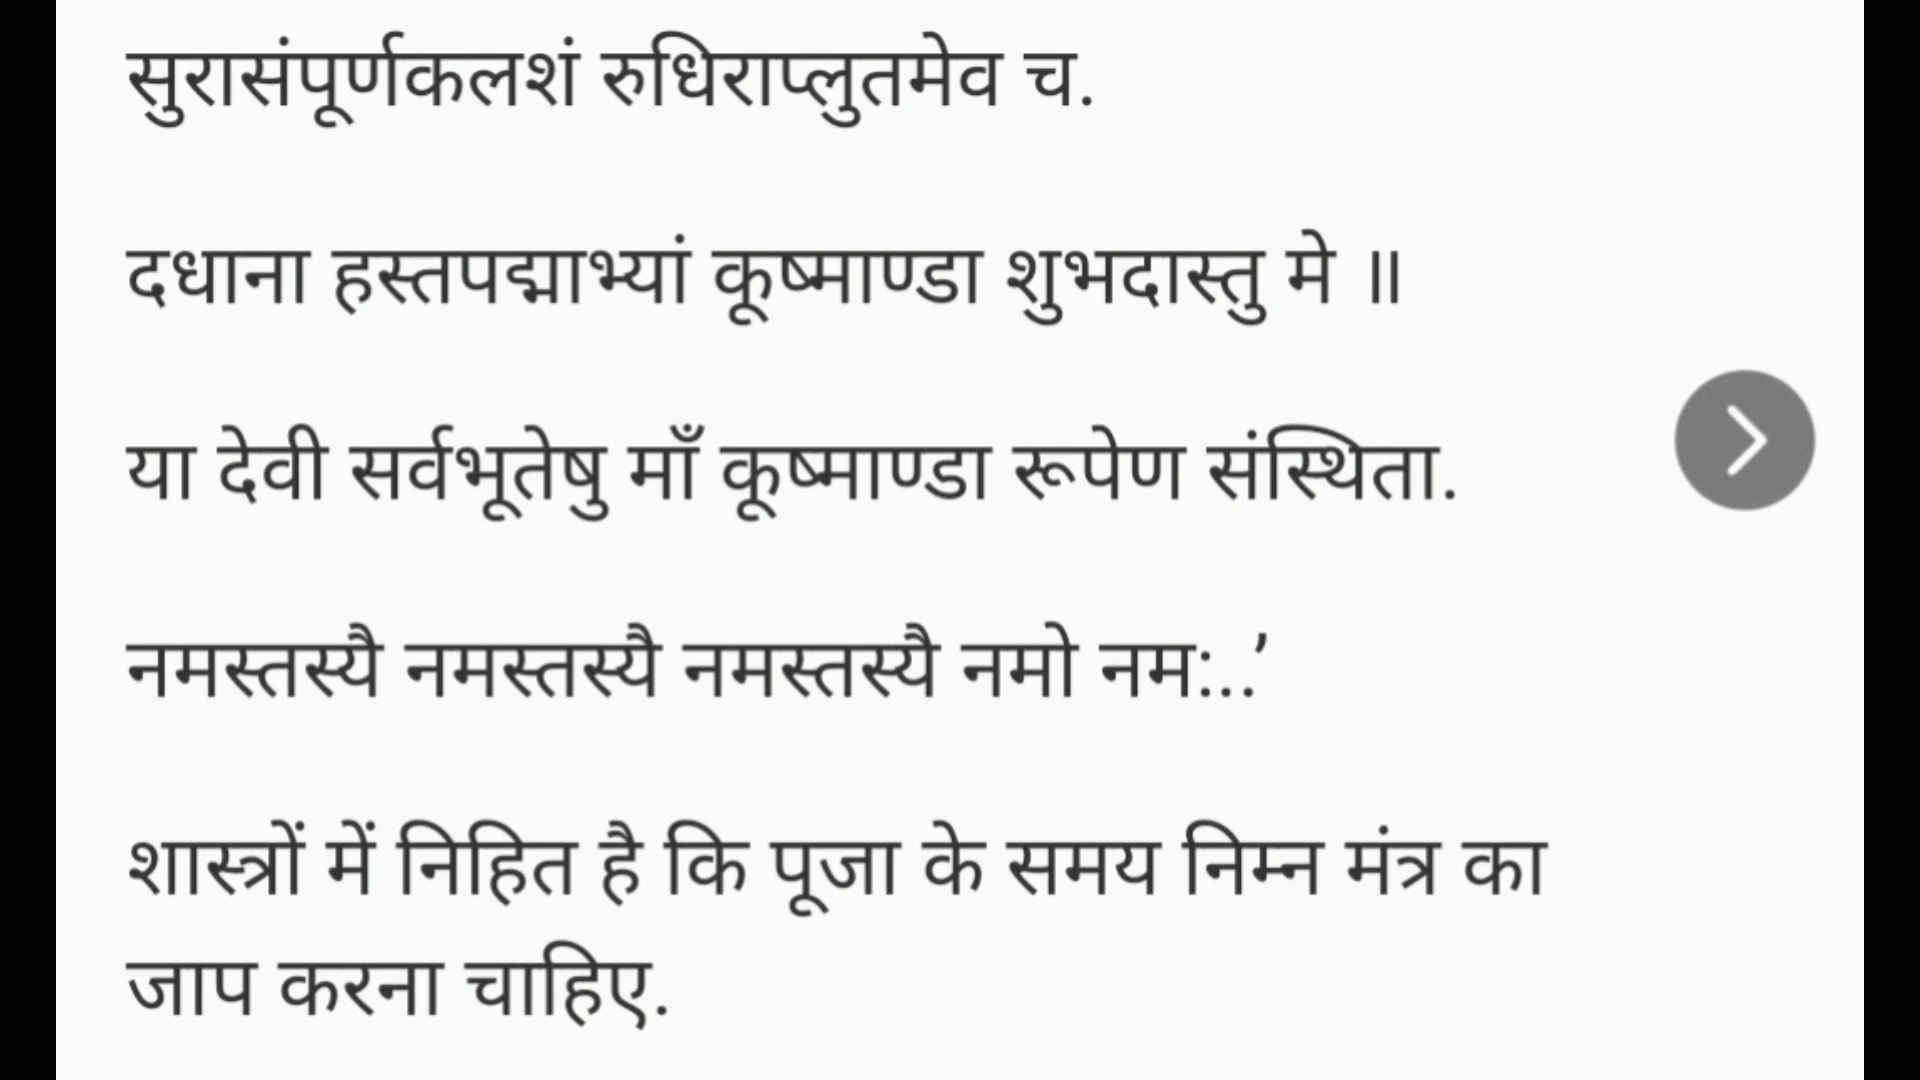 सुरासंपूर्णकलशं रुधिराप्लुतमेव च.
दधाना हस्तपद्माभ्यां कूष्माण्डा शुभदास्तु मे ॥
या देवी सर्वभूतेषु माँ कूष्माण्डा रूपेण संस्थिता.
नमस्तस्यै नमस्तस्यै नमस्तस्यै नमो नम:..’
शास्त्रों में निहित है कि पूजा के समय निम्न मंत्र का
जाप करना चाहिए.